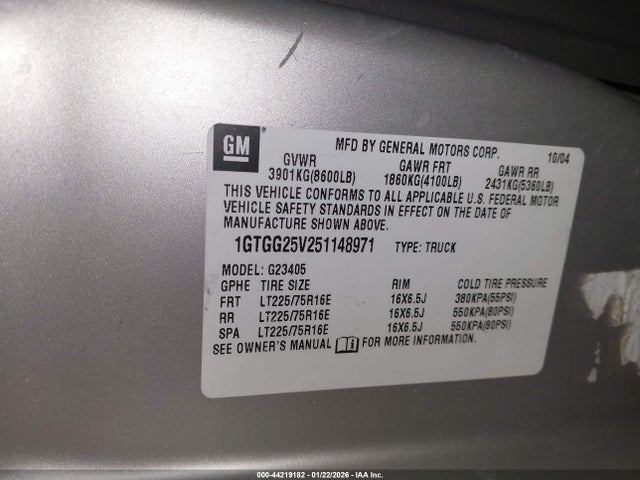 GM
MFD BY GENERAL MOTORS CORP. 10/04
GVWR GAWR FRT GAWR RR
3901KG(8600LB) 1860KG(4100LB) 2431KG(5360LB)
THIS VEHICLE CONFORMS TO ALL APPLICABLE U.S. FEDERAL MOTOR
VEHICLE SAFETY STANDARDS IN EFFECT ON THE DATE OF
MANUFACTURE SHOWN ABOVE.
1GTGG25V251148971 TYPE: TRUCK
MODEL: G23405
GPHE TIRE SIZE RIM COLD TIRE PRESSURE
FRT LT225/75R16E 16X6.5J 380KPA(55PSI)
RR LT225/75R16E 16X6.5J 550KPA(80PSI)
SPA LT225/75R16E 16X6.5J 550KPA(80PSI)
SEE OWNER'S MANUAL FOR MORE INFORMATION.
000-44219182 - 01/22/2026 - IAA Inc.